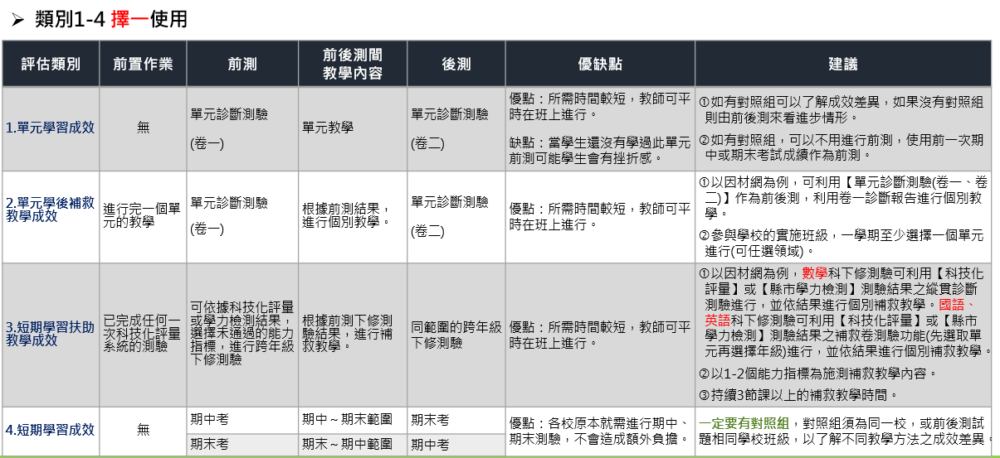 ➢ 類別1-4 擇一使用
評估類別
前置作業
前測
前後測間
教學內容
後測
優缺點
建議
1.單元學習成效
無
單元診斷測驗
(卷一)
單元教學
單元診斷測驗
(卷二)
優點：所需時間較短，教師可平
時在班上進行。
缺點：當學生還沒有學過此單元
前測可能學生會有挫折感。
①如有對照組可以了解成效差異，如果沒有對照組
則由前後測來看進步情形。
②如有對照組，可以不用進行前測，使用前一次期
中或期末考試成績作為前測。
2.單元學後補救
教學成效
進行完一個單
元的教學
單元診斷測驗
(卷一)
根據前測結果，
進行個別教學。
單元診斷測驗
(卷二)
優點：所需時間較短，教師可平
時在班上進行。
①以因材網為例，可利用【單元診斷測驗(卷一、卷
二)】作為前後測，利用卷一診斷報告進行個別教
學。
②參與學校的實施班級，一學期至少選擇一個單元
進行(可任選領域)。
3.短期學習扶助
教學成效
已完成任何一
次科技化評量
系統的測驗
可依據科技化評量
或學力檢測結果，
選擇未通過的能力
指標，進行跨年級
下修測驗
根據前測下修測
驗結果，進行補
救教學。
同範圍的跨年級
下修測驗
優點：所需時間較短，教師可平
時在班上進行。
①以因材網為例，數學科下修測驗可利用【科技化
評量】或【縣市學力檢測】測驗結果之縱貫診斷
測驗進行，並依結果進行個別補救教學。國語、
英語科下修測驗可利用【科技化評量】或【縣市
學力檢測】測驗結果之補救卷測驗功能(先選取單
元再選擇年級)進行，並依結果進行個別補救教學。
②以1-2個能力指標為施測補救教學內容。
③持續3節課以上的補救教學時間。
4.短期學習成效
無
期中考
期中～期末範圍
期末考
期末考
期末～期中範圍
期中考
優點：各校原本就需進行期中、
期末測驗，不會造成額外負擔。
一定要有對照組，對照組須為同一校，或前後測試
題相同學校班級，以了解不同教學方法之成效差異。